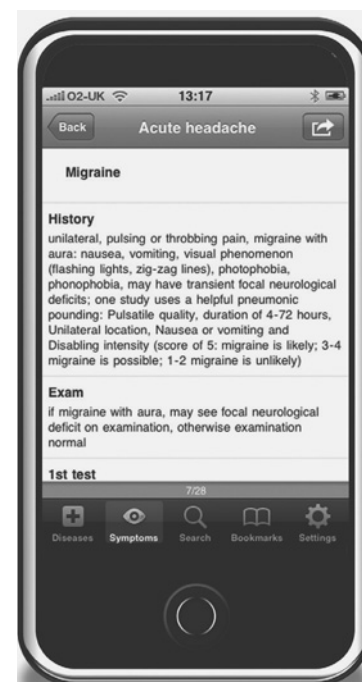 O2-UK 13:17
Back Acute headache
Migraine
History
unilateral, pulsing or throbbing pain, migraine with
aura: nausea, vomiting, visual phenomenon
(flashing lights, zig-zag lines), photophobia,
phonophobia, may have transient focal neurological
deficits; one study uses a helpful pneumonic
pounding: Pulsatile quality, duration of 4-72 hours,
Unilateral location, Nausea or vomiting and
Disabling intensity (score of 5: migraine is likely; 3-4
migraine is possible; 1-2 migraine is unlikely)
Exam
if migraine with aura, may see focal neurological
deficit on examination, otherwise examination
normal
1st test
7/28
Diseases Symptoms Search Bookmarks Settings